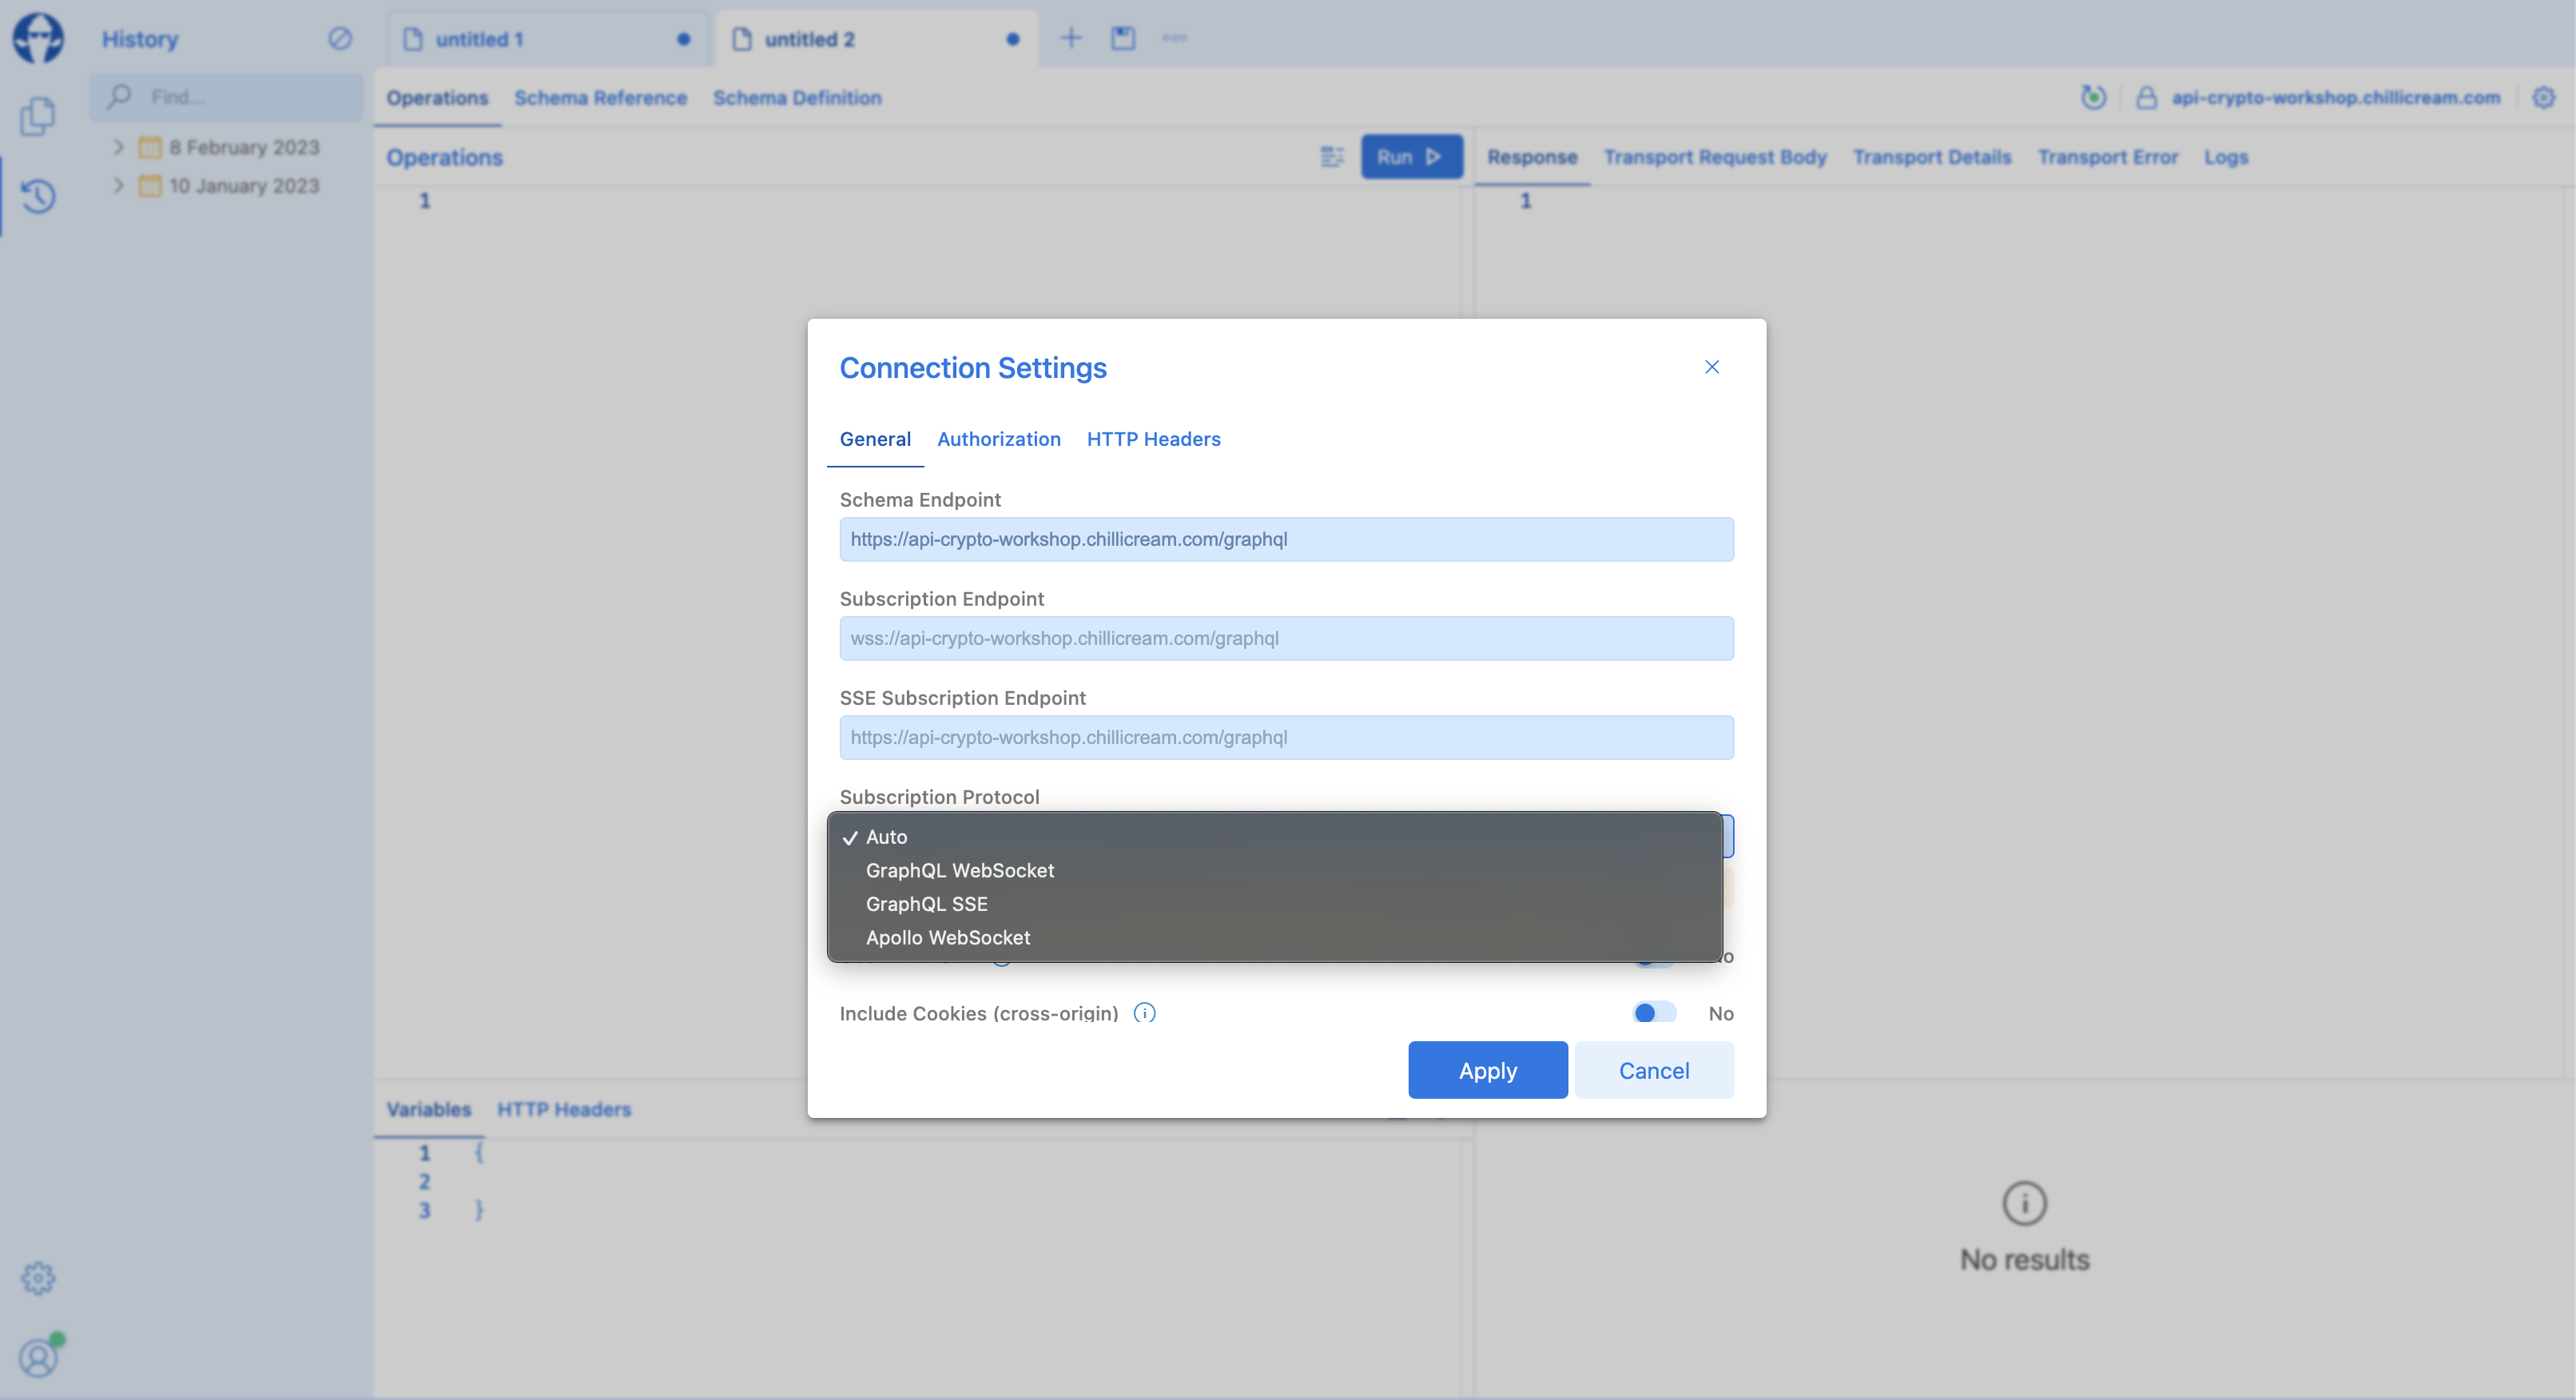 History
untitled 1
untitled 2
Find...
Operations Schema Reference Schema Definition
api-crypto-workshop.chillicream.com
8 February 2023
10 January 2023
Operations
Run
Response Transport Request Body Transport Details Transport Error Logs
1
1
Connection Settings
General Authorization HTTP Headers
Schema Endpoint
https://api-crypto-workshop.chillicream.com/graphql
Subscription Endpoint
wss://api-crypto-workshop.chillicream.com/graphql
SSE Subscription Endpoint
https://api-crypto-workshop.chillicream.com/graphql
Subscription Protocol
Auto
GraphQL WebSocket
GraphQL SSE
Apollo WebSocket
Include Cookies (cross-origin) No
Apply Cancel
Variables HTTP Headers
1 {
2
3 }
No results